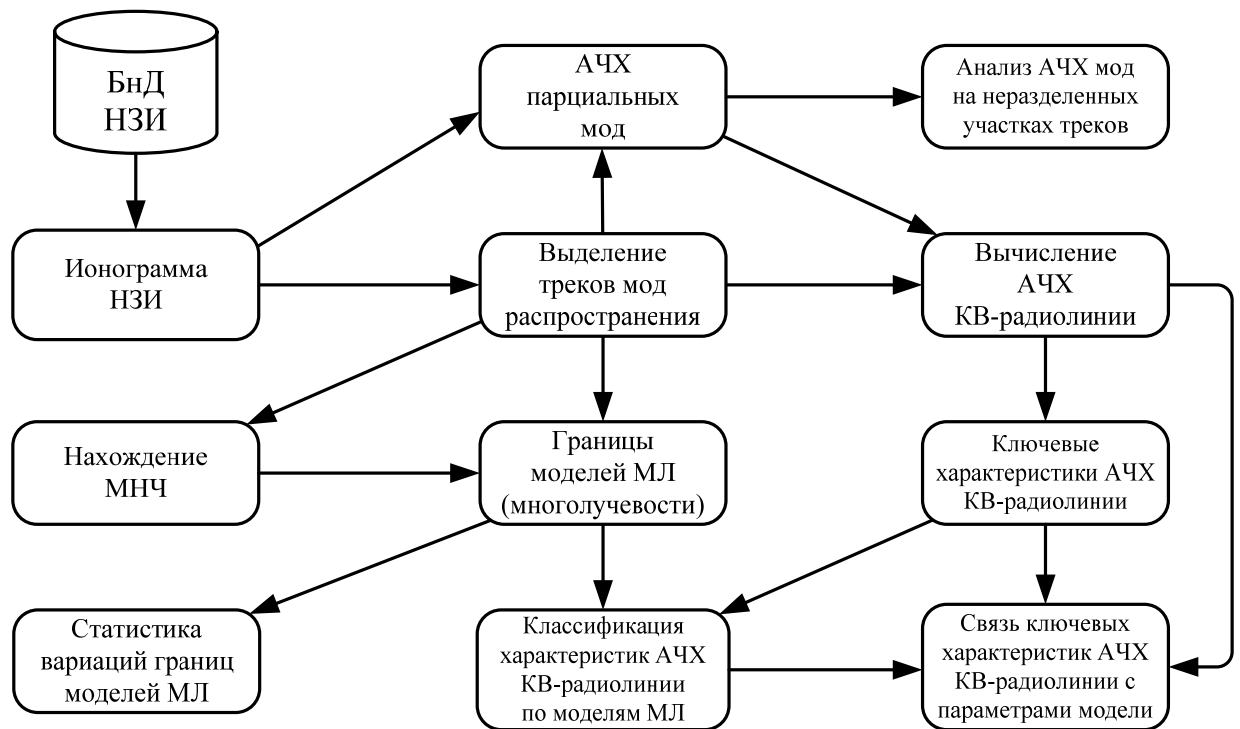 БнД
НЗИ
АЧХ
парциальных
мод
Анализ АЧХ мод
на неразделенных
участках треков
Ионограмма
НЗИ
Выделение
треков мод
распространения
Вычисление
АЧХ
КВ-радиолинии
Нахождение
МНЧ
Границы
моделей МЛ
(многолучевости)
Ключевые
характеристики АЧХ
КВ-радиолинии
Статистика
вариаций границ
моделей МЛ
Классификация
характеристик АЧХ
КВ-радиолинии
по моделям МЛ
Связь ключевых
характеристик АЧХ
КВ-радиолинии с
параметрами модели